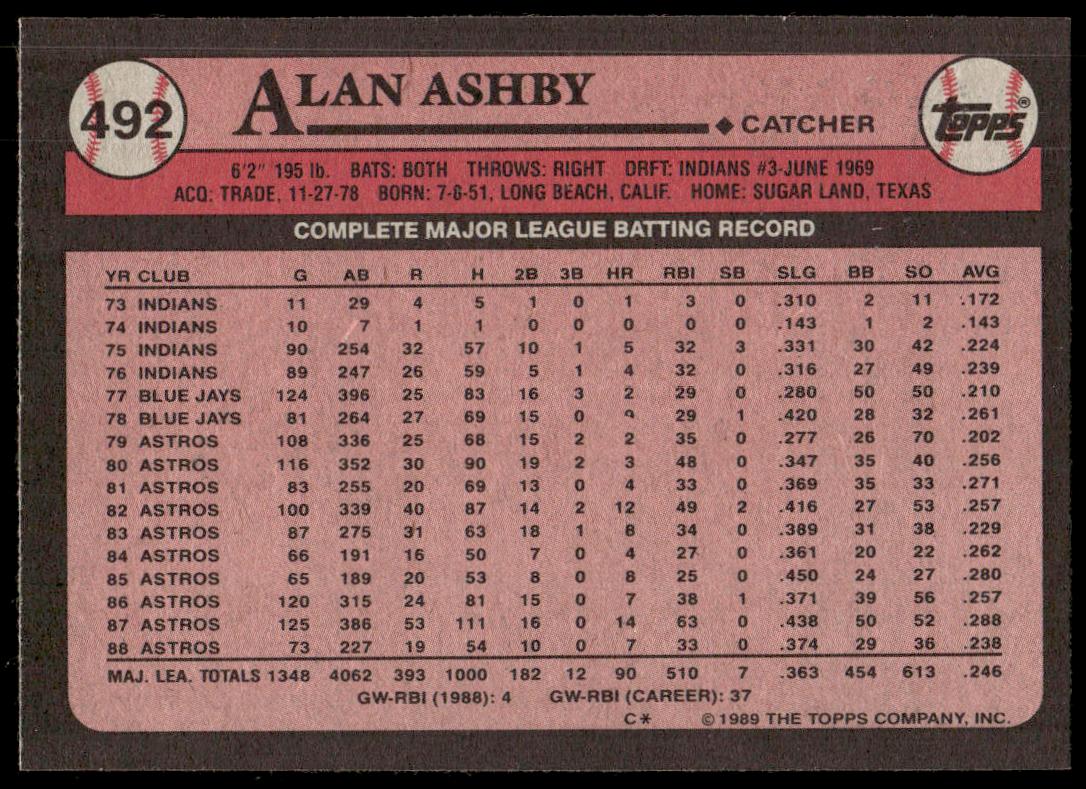 492
ALAN ASHBY
◆ CATCHER
TOPPS®
6'2" 195 lb. BATS: BOTH THROWS: RIGHT DRFT: INDIANS #3-JUNE 1969
ACQ: TRADE, 11-27-78 BORN: 7-8-51, LONG BEACH, CALIF. HOME: SUGAR LAND, TEXAS
COMPLETE MAJOR LEAGUE BATTING RECORD
YR CLUB G AB R H 2B 3B HR RBI SB SLG BB SO AVG
73 INDIANS 11 29 4 5 1 0 1 3 0 .310 2 11 .172
74 INDIANS 10 7 1 1 0 0 0 0 0 .143 1 2 .143
75 INDIANS 90 254 32 57 10 1 5 32 3 .331 30 42 .224
76 INDIANS 89 247 26 59 5 1 4 32 0 .316 27 49 .239
77 BLUE JAYS 124 396 25 83 16 3 2 29 0 .280 50 50 .210
78 BLUE JAYS 81 264 27 69 15 0 9 29 1 .420 28 32 .261
79 ASTROS 108 336 25 68 15 2 2 35 0 .277 26 70 .202
80 ASTROS 116 352 30 90 19 2 3 48 0 .347 35 40 .256
81 ASTROS 83 255 20 69 13 0 4 33 0 .369 35 33 .271
82 ASTROS 100 339 40 87 14 2 12 49 2 .416 27 53 .257
83 ASTROS 87 275 31 63 18 1 8 34 0 .389 31 38 .229
84 ASTROS 66 191 16 50 7 0 4 27 0 .361 20 22 .262
85 ASTROS 65 189 20 53 8 0 8 25 0 .450 24 27 .280
86 ASTROS 120 315 24 81 15 0 7 38 1 .371 39 56 .257
87 ASTROS 125 386 53 111 16 0 14 63 0 .438 50 52 .288
88 ASTROS 73 227 19 54 10 0 7 33 0 .374 29 36 .238
MAJ. LEA. TOTALS 1348 4062 393 1000 182 12 90 510 7 .363 454 613 .246
GW-RBI (1988): 4 GW-RBI (CAREER): 37
C* © 1989 THE TOPPS COMPANY, INC.